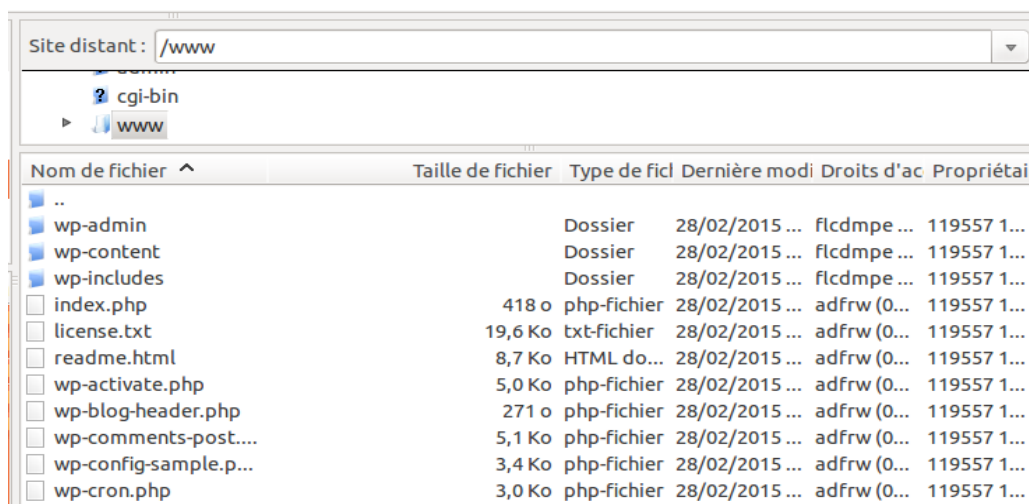 Site distant : /www
cgi-bin
www
Nom de fichier Taille de fichier Type de ficl Dernière modi Droits d'ac Propriétai
..
wp-admin Dossier 28/02/2015 ... flcdmpe ... 119557 1...
wp-content Dossier 28/02/2015 ... flcdmpe ... 119557 1...
wp-includes Dossier 28/02/2015 ... flcdmpe ... 119557 1...
index.php 418 o php-fichier 28/02/2015 ... adfrw (0... 119557 1...
license.txt 19,6 Ko txt-fichier 28/02/2015 ... adfrw (0... 119557 1...
readme.html 8,7 Ko HTML do... 28/02/2015 ... adfrw (0... 119557 1...
wp-activate.php 5,0 Ko php-fichier 28/02/2015 ... adfrw (0... 119557 1...
wp-blog-header.php 271 o php-fichier 28/02/2015 ... adfrw (0... 119557 1...
wp-comments-post.... 5,1 Ko php-fichier 28/02/2015 ... adfrw (0... 119557 1...
wp-config-sample.p... 3,4 Ko php-fichier 28/02/2015 ... adfrw (0... 119557 1...
wp-cron.php 3,0 Ko php-fichier 28/02/2015 ... adfrw (0... 119557 1...